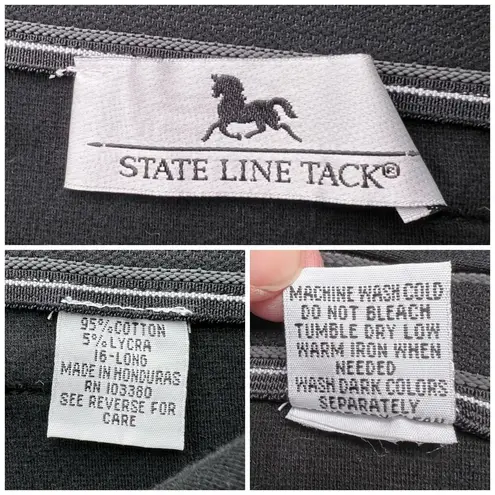 STATE LINE TACK®
95% COTTON
5% LYCRA
16-LONG
MADE IN HONDURAS
RN 103380
SEE REVERSE FOR
CARE
MACHINE WASH COLD
DO NOT BLEACH
TUMBLE DRY LOW
WARM IRON WHEN
NEEDED
WASH DARK COLORS
SEPARATELY